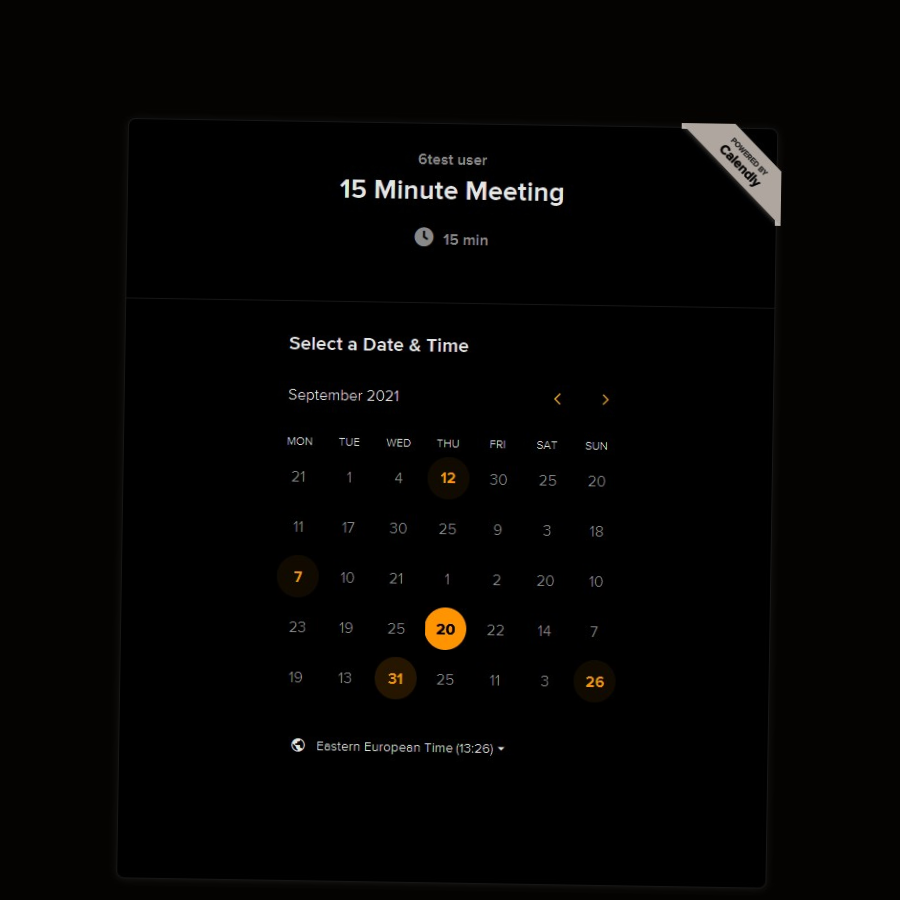 POWERED BY
Calendly
6test user
15 Minute Meeting
15 min
Select a Date & Time
September 2021
MON TUE WED THU FRI SAT SUN
21 1 4 12 30 25 20
11 17 30 25 9 3 18
7 10 21 1 2 20 10
23 19 25 20 22 14 7
19 13 31 25 11 3 26
Eastern European Time (13:26)